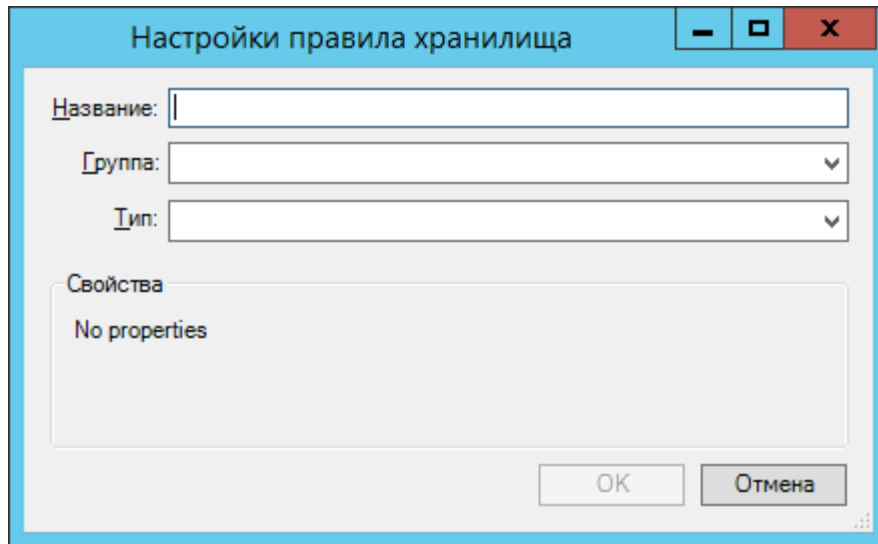 Настройки правила хранилища
Название:
Группа:
Тип:
Свойства
No properties
OK Отмена